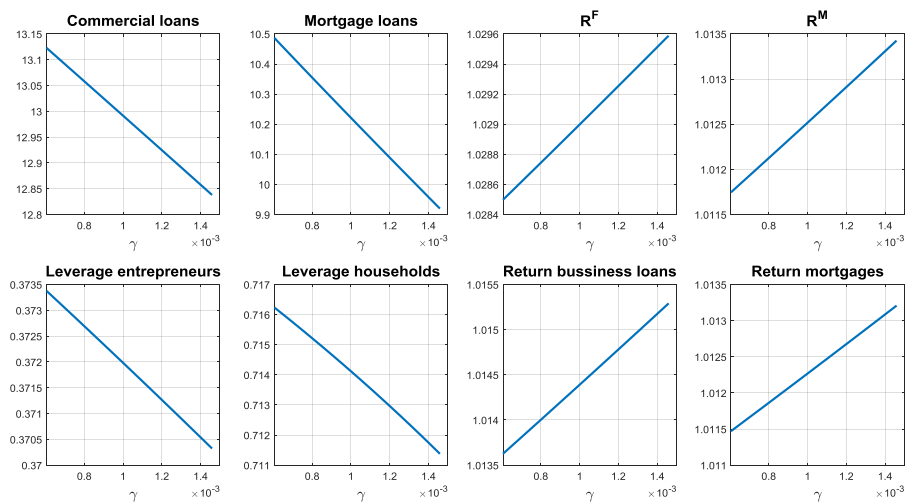 Commercial loans
13.15
13.1
13.05
13
12.95
12.9
12.85
12.8
0.8 1 1.2 1.4
×10-3
γ
Mortgage loans
10.5
10.4
10.3
10.2
10.1
10
9.9
0.8 1 1.2 1.4
×10-3
γ
R^F
1.0296
1.0294
1.0292
1.029
1.0288
1.0286
1.0284
0.8 1 1.2 1.4
×10-3
γ
R^M
1.0135
1.013
1.0125
1.012
1.0115
0.8 1 1.2 1.4
×10-3
γ
Leverage entrepreneurs
0.3735
0.373
0.3725
0.372
0.3715
0.371
0.3705
0.37
0.8 1 1.2 1.4
×10-3
γ
Leverage households
0.717
0.716
0.715
0.714
0.713
0.712
0.711
0.8 1 1.2 1.4
×10-3
γ
Return bussiness loans
1.0155
1.015
1.0145
1.014
1.0135
0.8 1 1.2 1.4
×10-3
γ
Return mortgages
1.0135
1.013
1.0125
1.012
1.0115
1.011
0.8 1 1.2 1.4
×10-3
γ